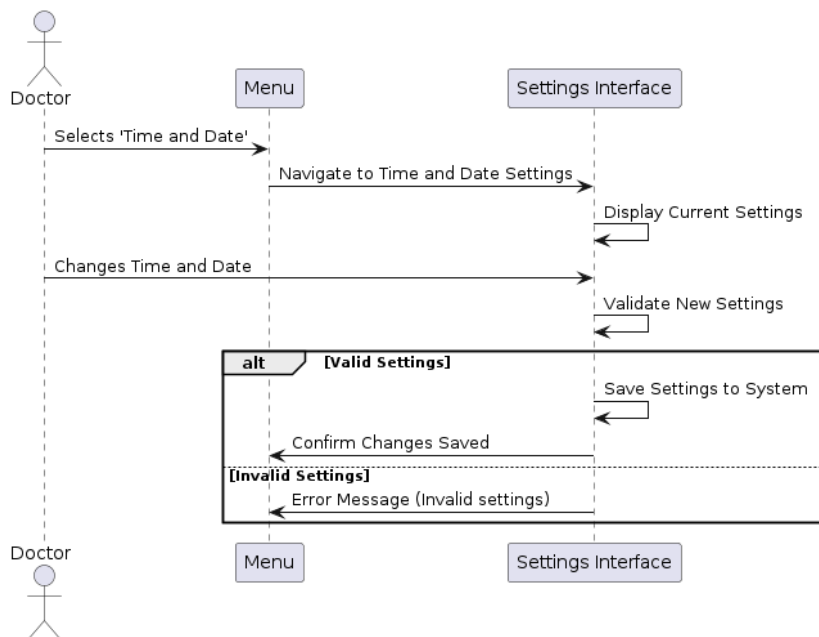 Doctor
Menu
Settings Interface
Selects 'Time and Date'
Navigate to Time and Date Settings
Display Current Settings
Changes Time and Date
Validate New Settings
alt [Valid Settings]
Save Settings to System
Confirm Changes Saved
[Invalid Settings]
Error Message (Invalid settings)
Doctor
Menu
Settings Interface